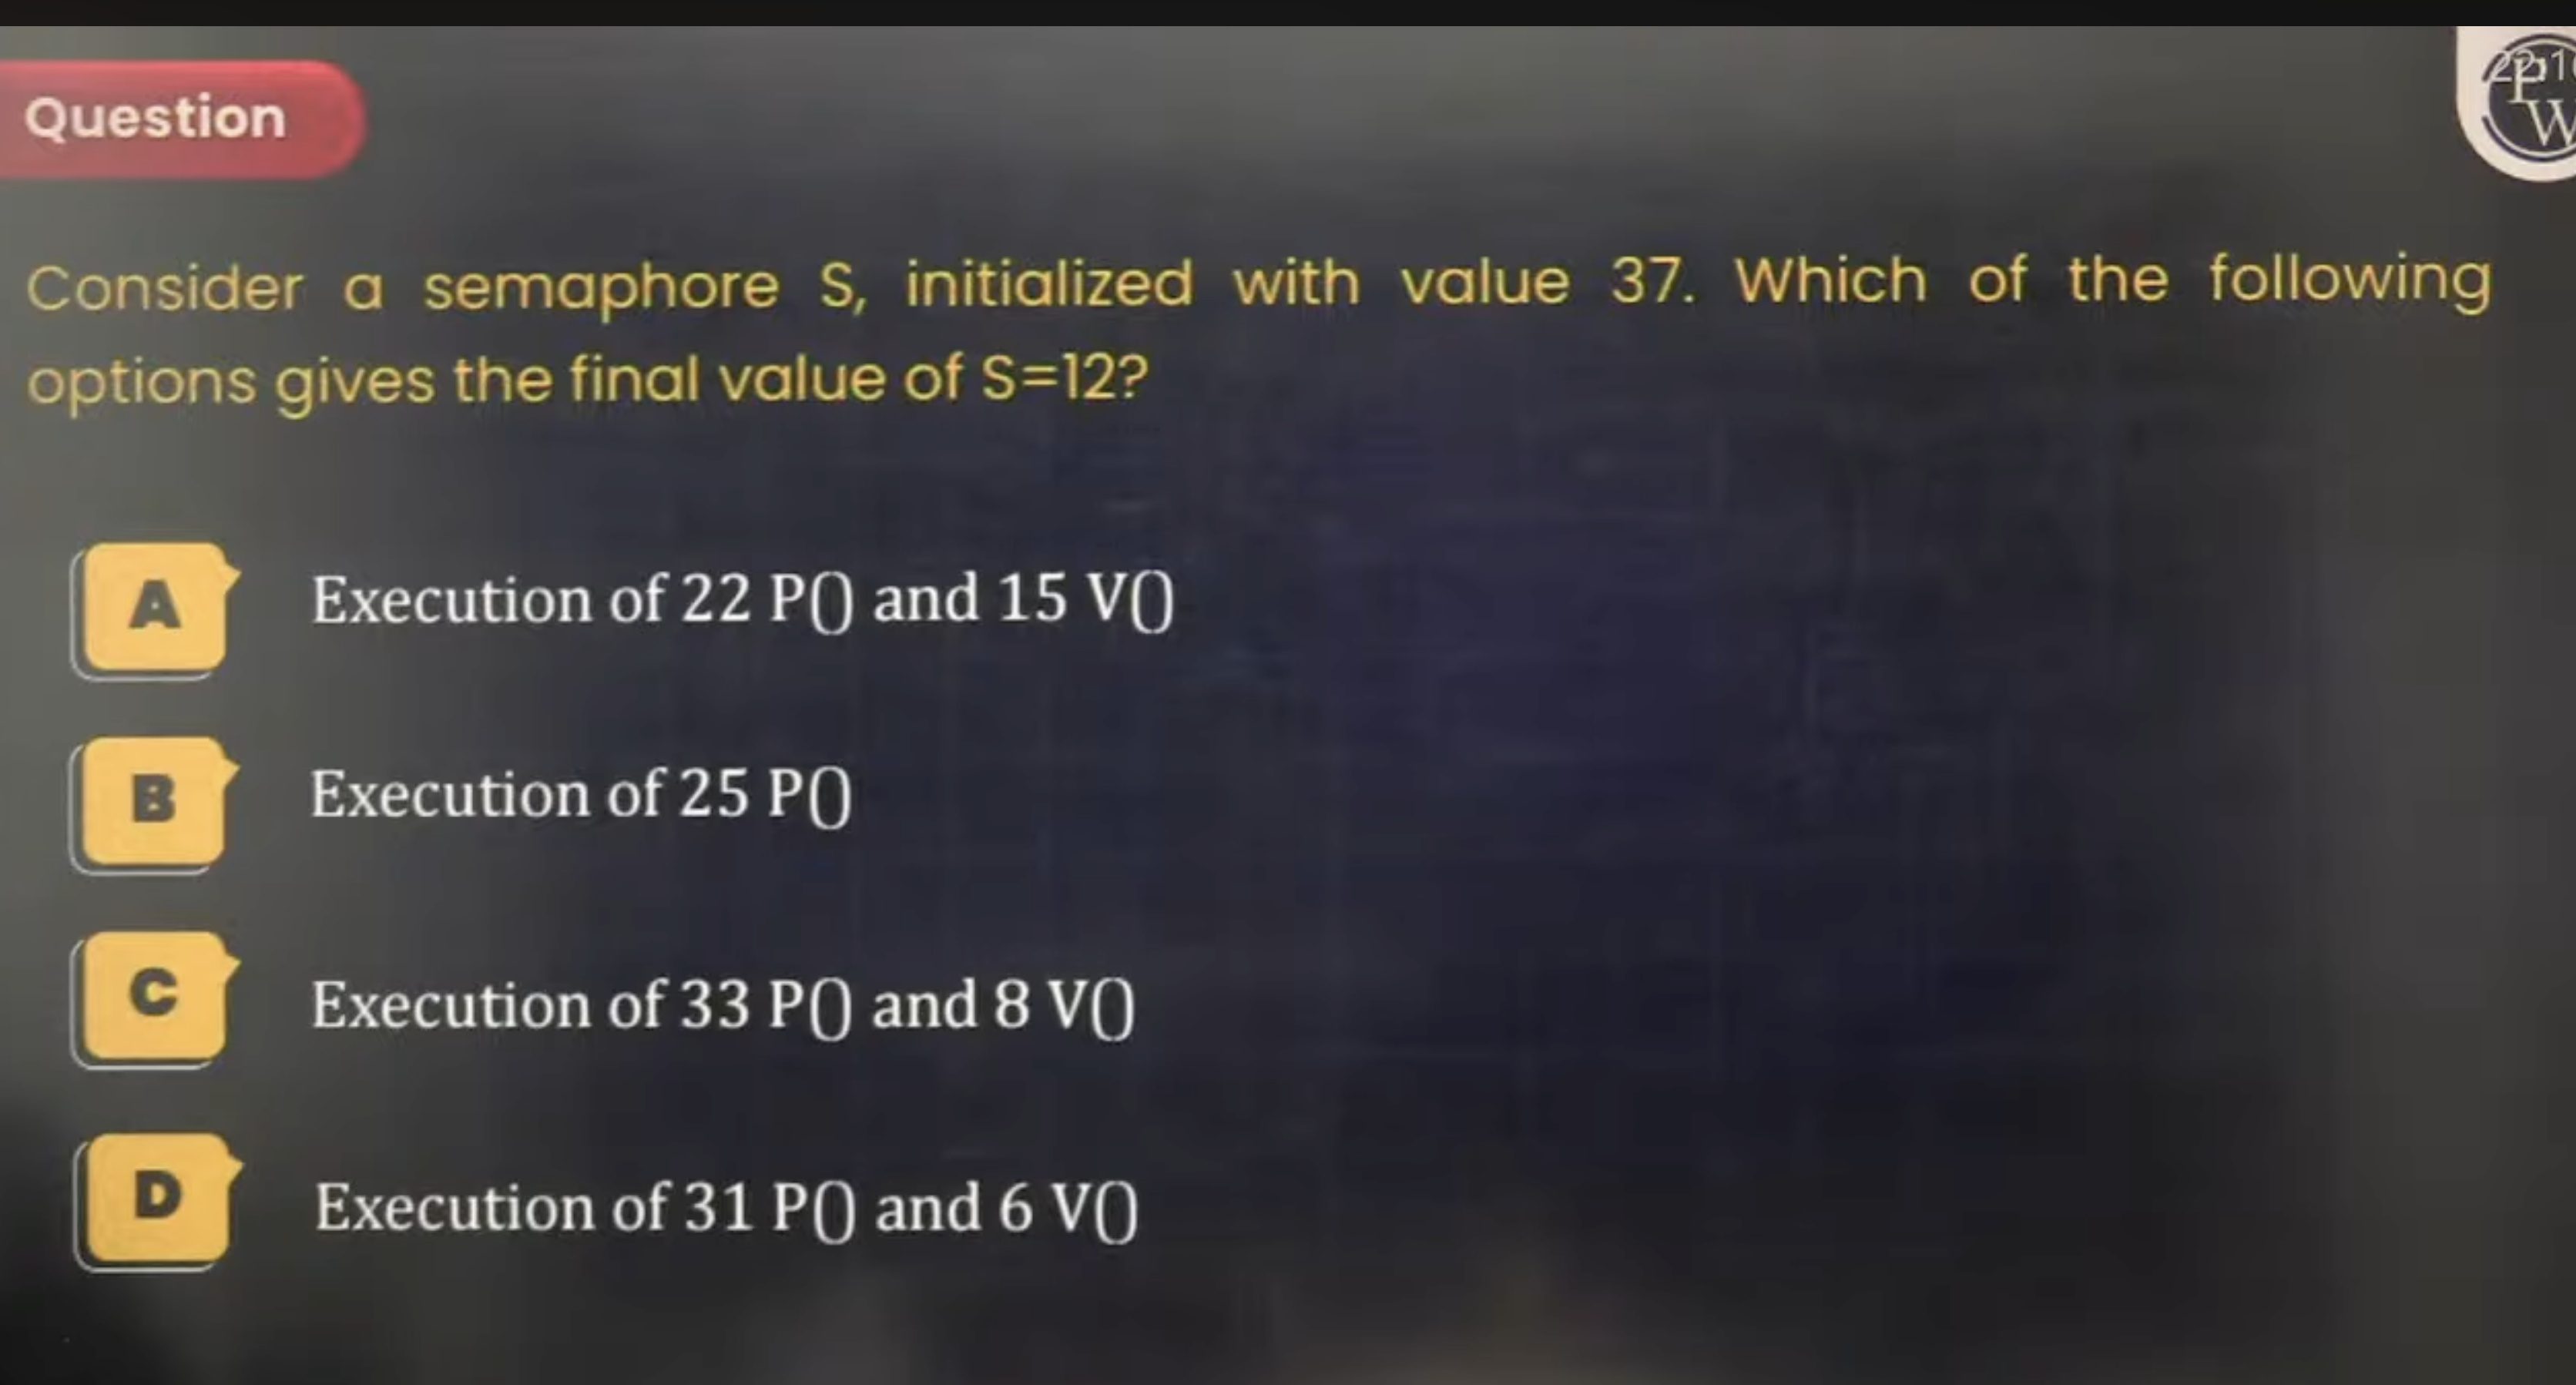 Question
Consider a semaphore S, initialized with value 37. Which of the following
options gives the final value of S=12?
A Execution of 22 P() and 15 V()
B Execution of 25 P()
C Execution of 33 P() and 8 V()
D Execution of 31 P() and 6 V()